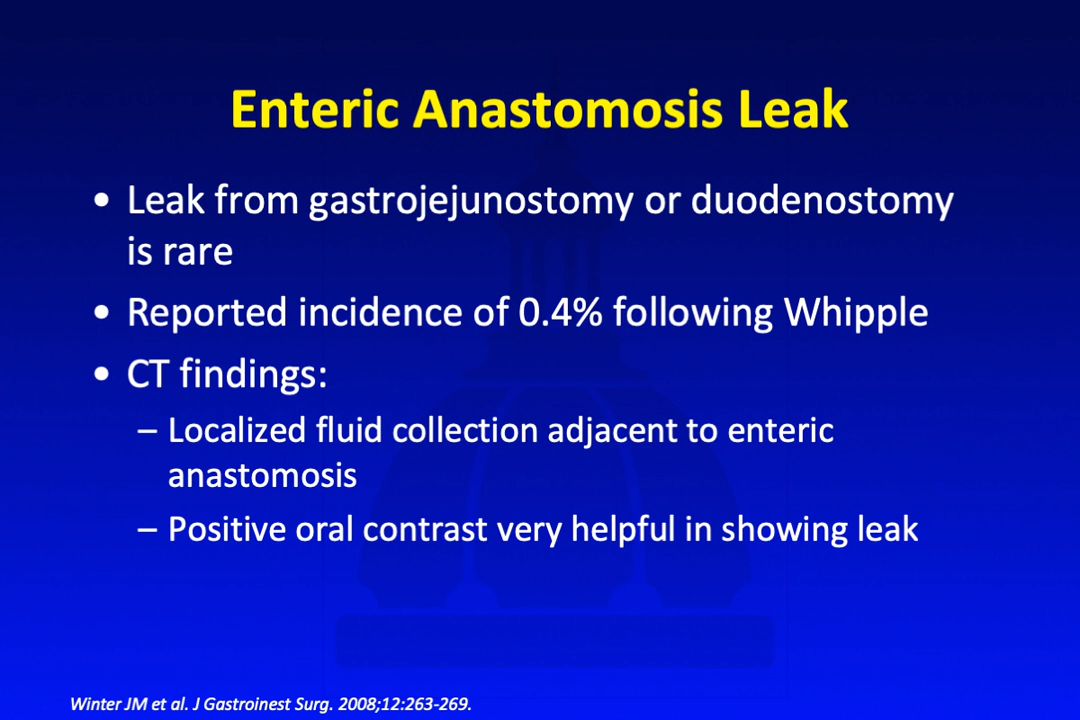 Enteric Anastomosis Leak
• Leak from gastrojejunostomy or duodenostomy
is rare
• Reported incidence of 0.4% following Whipple
• CT findings:
– Localized fluid collection adjacent to enteric
anastomosis
– Positive oral contrast very helpful in showing leak
Winter JM et al. J Gastroinest Surg. 2008;12:263-269.